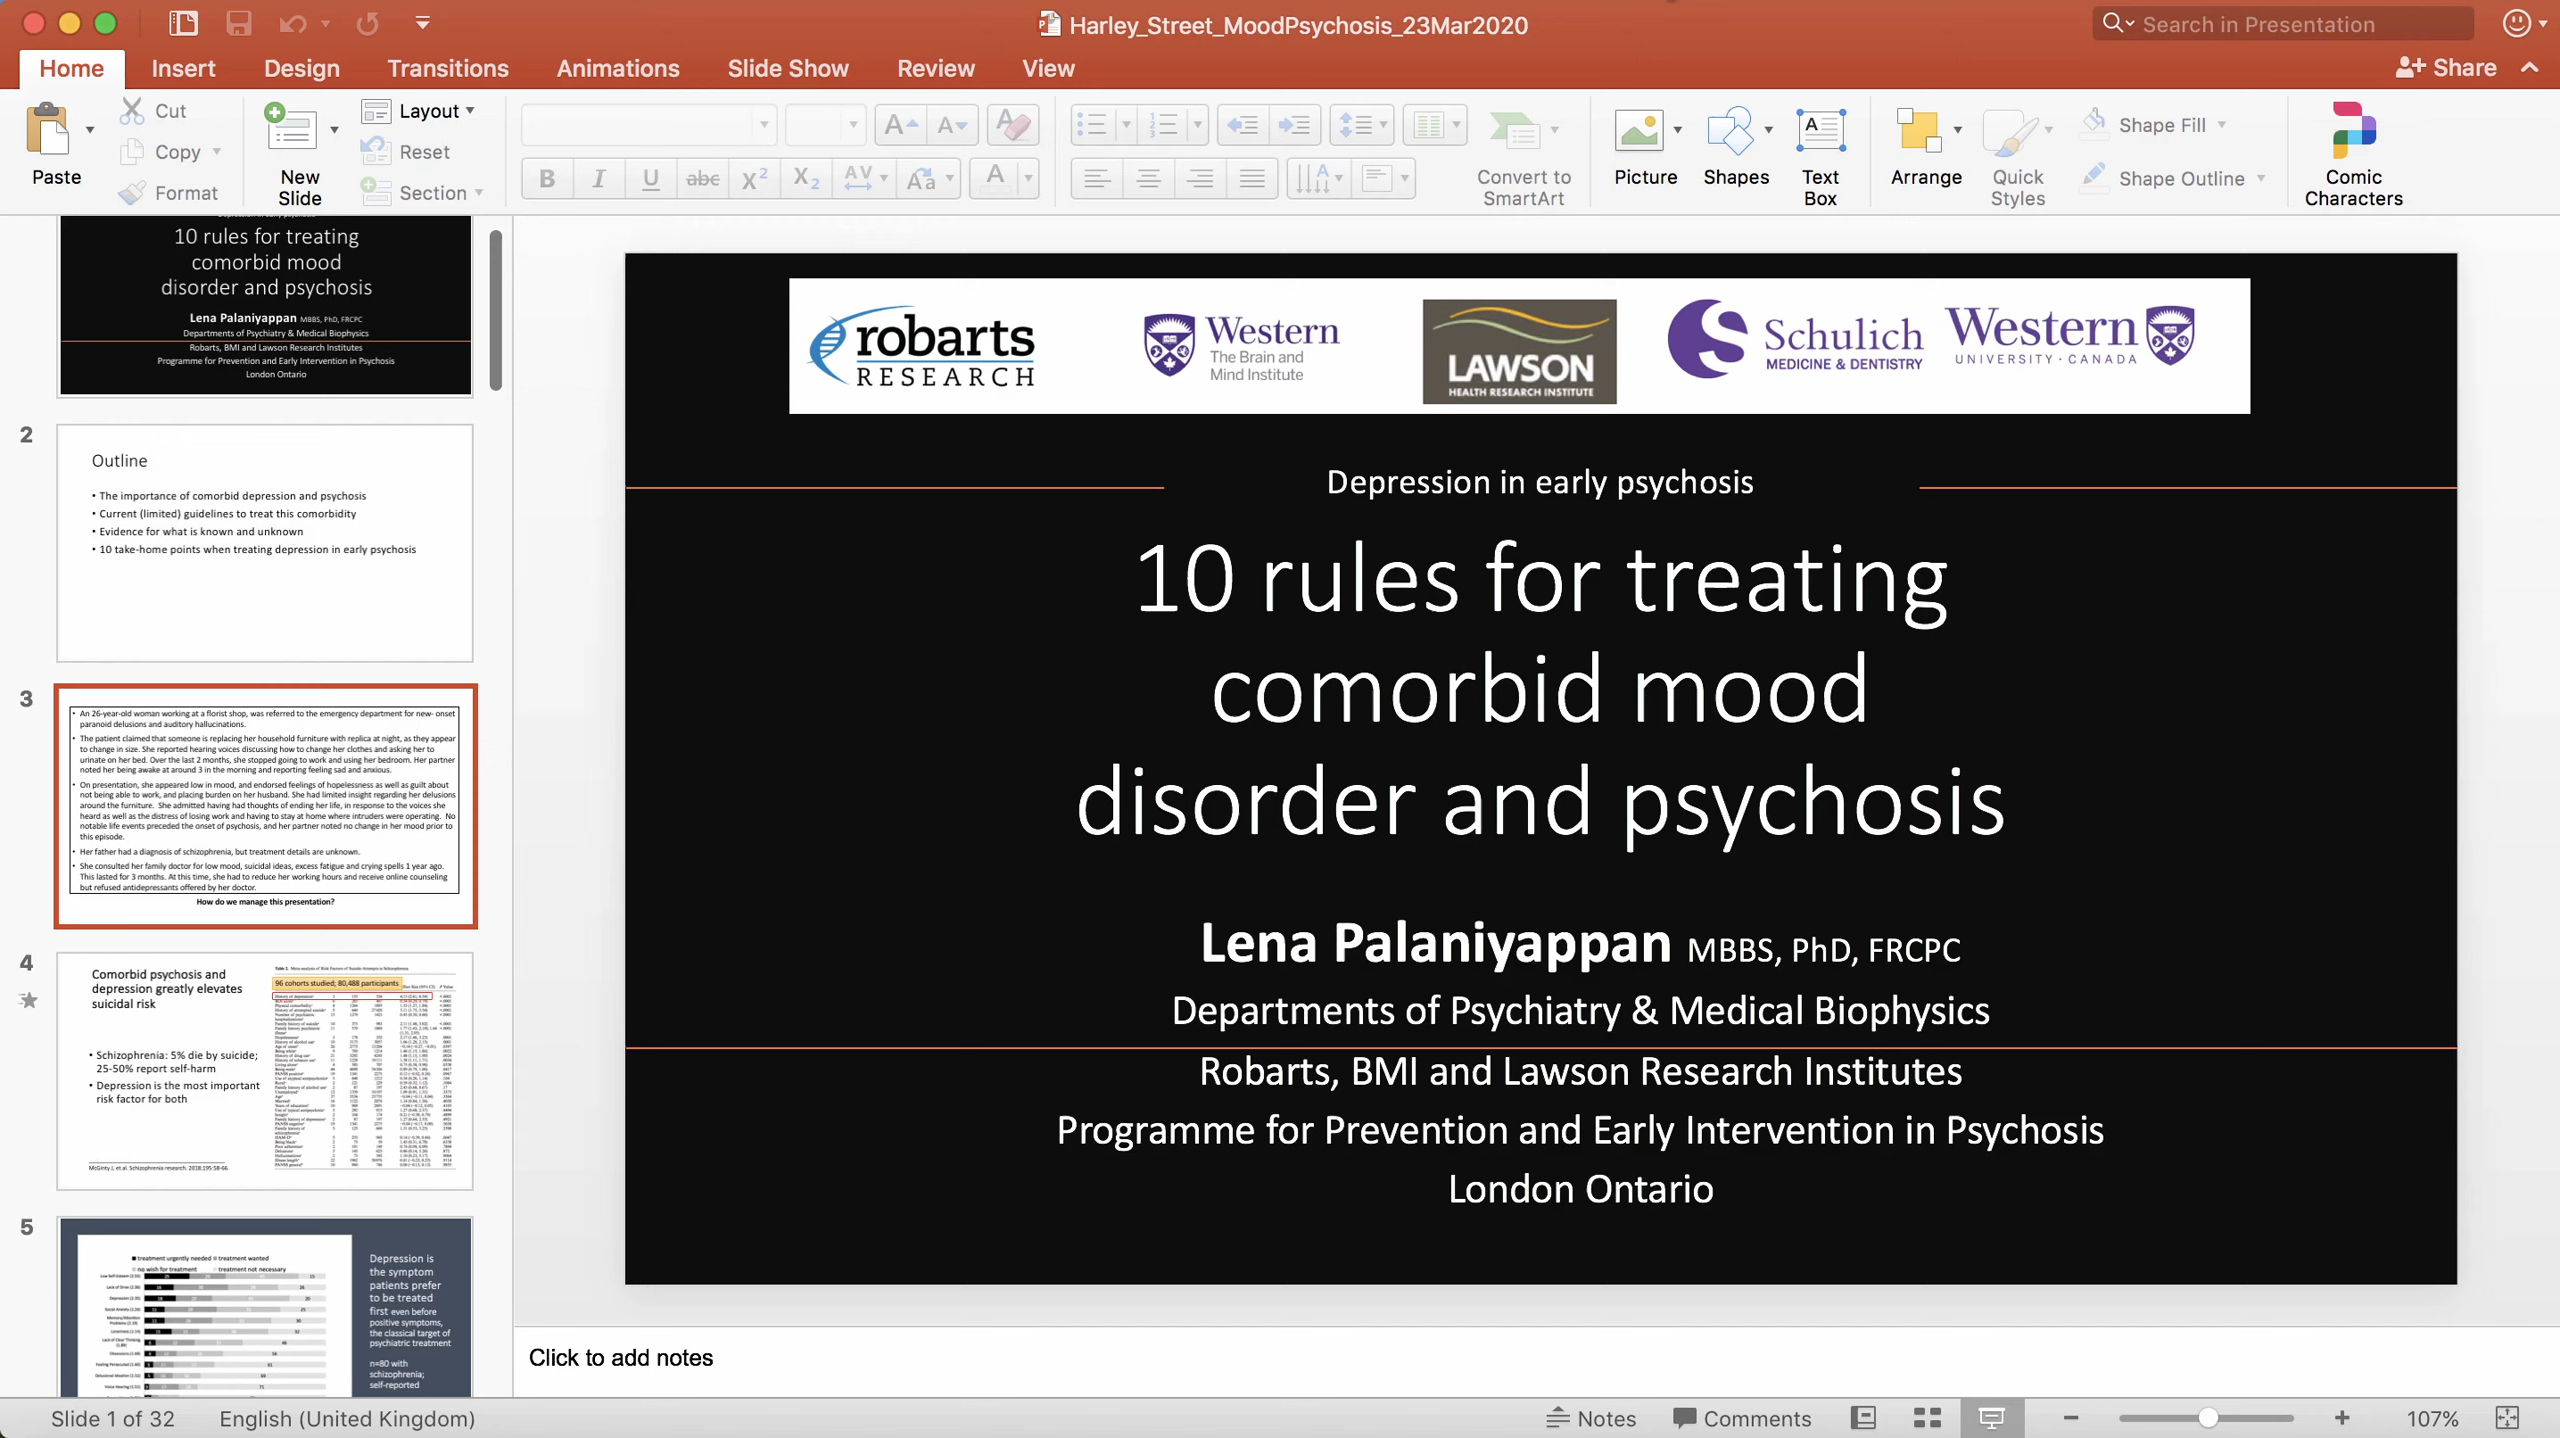 Harley_Street_MoodPsychosis_23Mar2020
Search in Presentation
Home
Insert
Design
Transitions
Animations
Slide Show
Review
View
Share
Paste
Cut
Copy
Format
New
Slide
Layout
Reset
Section
Convert to
SmartArt
Picture
Shapes
Text
Box
Arrange
Quick
Styles
Shape Fill
Shape Outline
Comic
Characters
10 rules for treating
comorbid mood
disorder and psychosis
Lena Palaniyappan MBBS, PhD, FRCPC
Departments of Psychiatry & Medical Biophysics
Robarts, BMI and Lawson Research Institutes
Programme for Prevention and Early Intervention in Psychosis
London Ontario
2
Outline
• The importance of comorbid depression and psychosis
• Current (limited) guidelines to treat this comorbidity
• Evidence for what is known and unknown
• 10 take-home points when treating depression in early psychosis
3
• An 26-year-old woman working at a florist shop, was referred to the emergency department for new- onset
paranoid delusions and auditory hallucinations.
• The patient claimed that someone is replacing her household furniture with replica at night, as they appear
to change in size. She reported hearing voices discussing how to change her clothes and asking her to
urinate on her bed. Over the last 2 months, she stopped going to work and using her bedroom. Her partner
noted her being awake at around 3 in the morning and reporting feeling sad and anxious.
• On presentation, she appeared low in mood, and endorsed feelings of hopelessness as well as guilt about
not being able to work, and placing burden on her husband. She had limited insight regarding her delusions
around the furniture. She admitted having had thoughts of ending her life, in response to the voices she
heard as well as the distress of losing work and having to stay at home where intruders were operating. No
notable life events preceded the onset of psychosis, and her partner noted no change in her mood prior to
this episode.
• Her father had a diagnosis of schizophrenia, but treatment details are unknown.
• She consulted her family doctor for low mood, suicidal ideas, excess fatigue and crying spells 1 year ago.
This lasted for 3 months. At this time, she had to reduce her working hours and receive online counseling
but refused antidepressants offered by her doctor.
How do we manage this presentation?
4
Comorbid psychosis and
depression greatly elevates
suicidal risk
96 cohorts studied; 80,488 participants
• Schizophrenia: 5% die by suicide;
25-50% report self-harm
• Depression is the most important
risk factor for both
McGinty J, et al. Schizophrenia research. 2018;195:58-66.
5
■ treatment urgently needed ■ treatment wanted
no wish for treatment treatment not necessary
Depression is
the symptom
patients prefer
to be treated
first even before
positive symptoms,
the classical target of
psychiatric treatment
n=80 with
schizophrenia;
self-reported
robarts
RESEARCH
Western
The Brain and
Mind Institute
LAWSON
HEALTH RESEARCH INSTITUTE
Schulich
MEDICINE & DENTISTRY
Western
UNIVERSITY · CANADA
Depression in early psychosis
10 rules for treating
comorbid mood
disorder and psychosis
Lena Palaniyappan MBBS, PhD, FRCPC
Departments of Psychiatry & Medical Biophysics
Robarts, BMI and Lawson Research Institutes
Programme for Prevention and Early Intervention in Psychosis
London Ontario
Click to add notes
Slide 1 of 32
English (United Kingdom)
Notes
Comments
107%